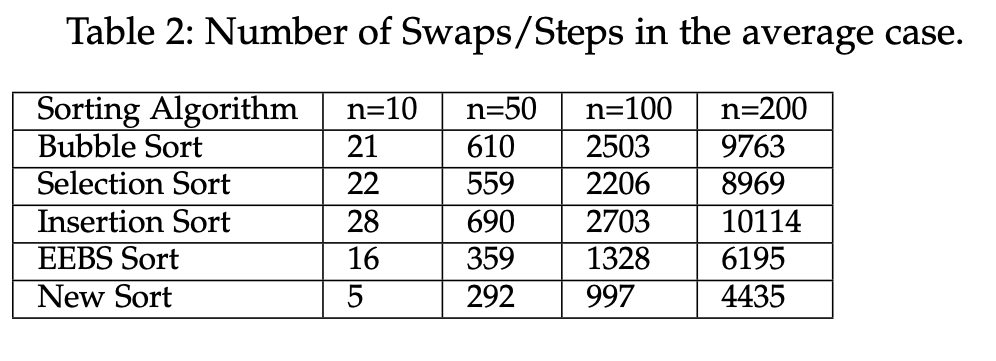 Table 2: Number of Swaps/Steps in the average case.
Sorting Algorithm n=10 n=50 n=100 n=200
Bubble Sort 21 610 2503 9763
Selection Sort 22 559 2206 8969
Insertion Sort 28 690 2703 10114
EEBS Sort 16 359 1328 6195
New Sort 5 292 997 4435